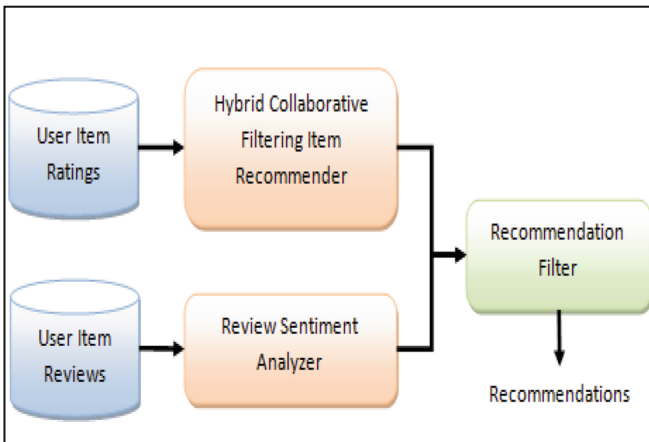 User Item
Ratings
Hybrid Collaborative
Filtering Item
Recommender
User Item
Reviews
Review Sentiment
Analyzer
Recommendation
Filter
Recommendations